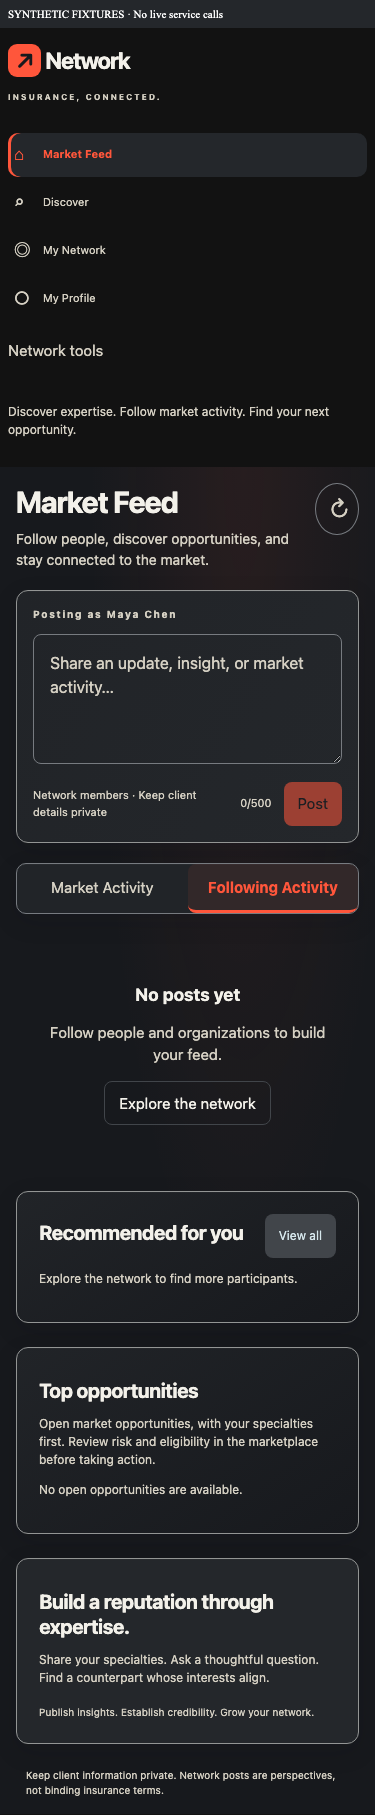 SYNTHETIC FIXTURES · No live service calls
Network
INSURANCE, CONNECTED.
Market Feed
Discover
My Network
My Profile
Network tools
Discover expertise. Follow market activity. Find your next
opportunity.
Market Feed
Follow people, discover opportunities, and
stay connected to the market.
Posting as Maya Chen
Share an update, insight, or market
activity...
Network members · Keep client
details private
0/500
Post
Market Activity
Following Activity
No posts yet
Follow people and organizations to build
your feed.
Explore the network
Recommended for you
View all
Explore the network to find more participants.
Top opportunities
Open market opportunities, with your specialties
first. Review risk and eligibility in the marketplace
before taking action.
No open opportunities are available.
Build a reputation through
expertise.
Share your specialties. Ask a thoughtful question.
Find a counterpart whose interests align.
Publish insights. Establish credibility. Grow your network.
Keep client information private. Network posts are perspectives,
not binding insurance terms.